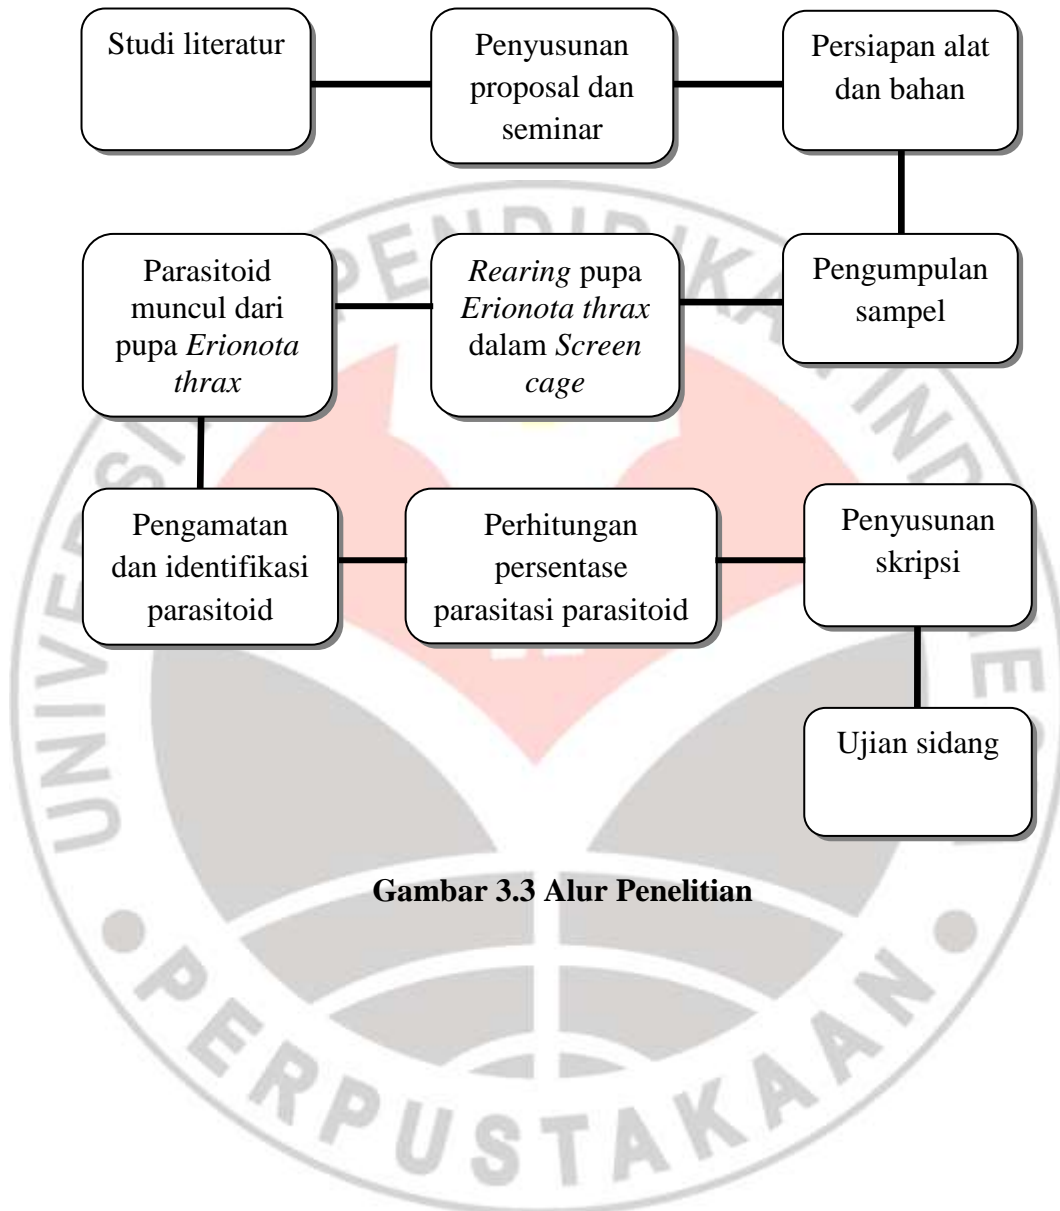 Studi literatur
Penyusunan
proposal dan
seminar
Persiapan alat
dan bahan
Pengumpulan
sampel
Rearing pupa
Erionota thrax
dalam Screen
cage
Parasitoid
muncul dari
pupa Erionota
thrax
Pengamatan
dan identifikasi
parasitoid
Perhitungan
persentase
parasitasi parasitoid
Penyusunan
skripsi
Ujian sidang
Gambar 3.3 Alur Penelitian
PERPUSTAKAAN